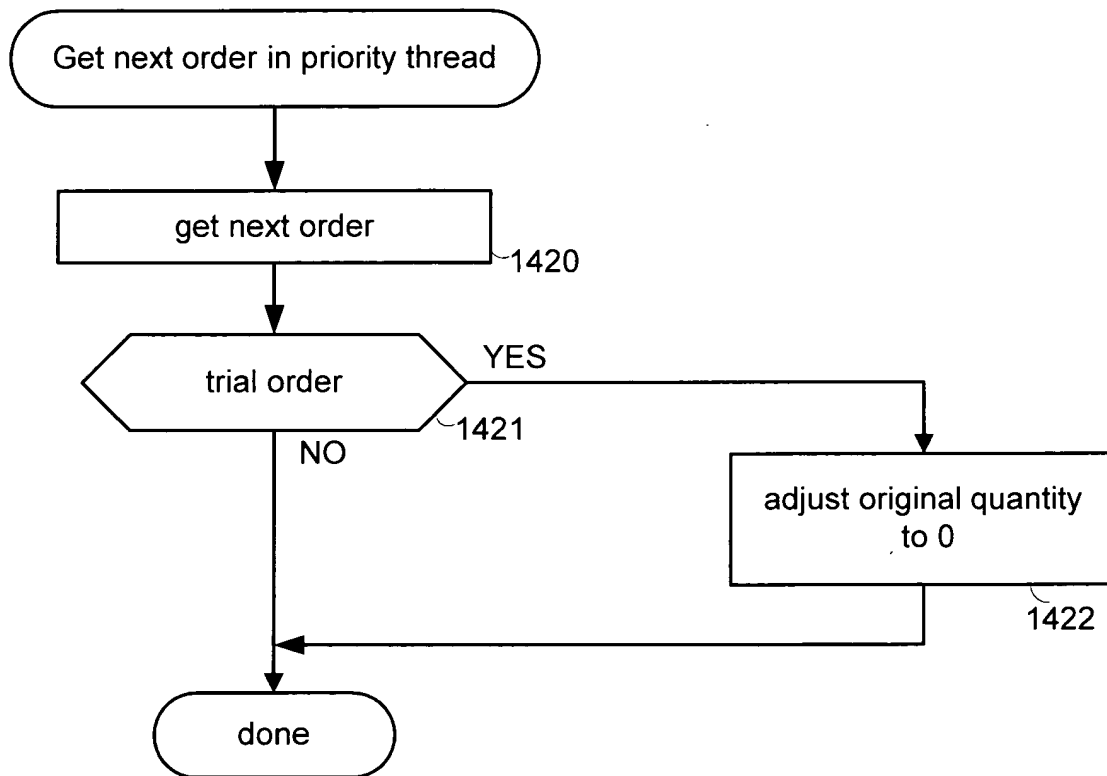 Get next order in priority thread
get next order
1420
trial order
YES
1421
NO
adjust original quantity
to 0
1422
done